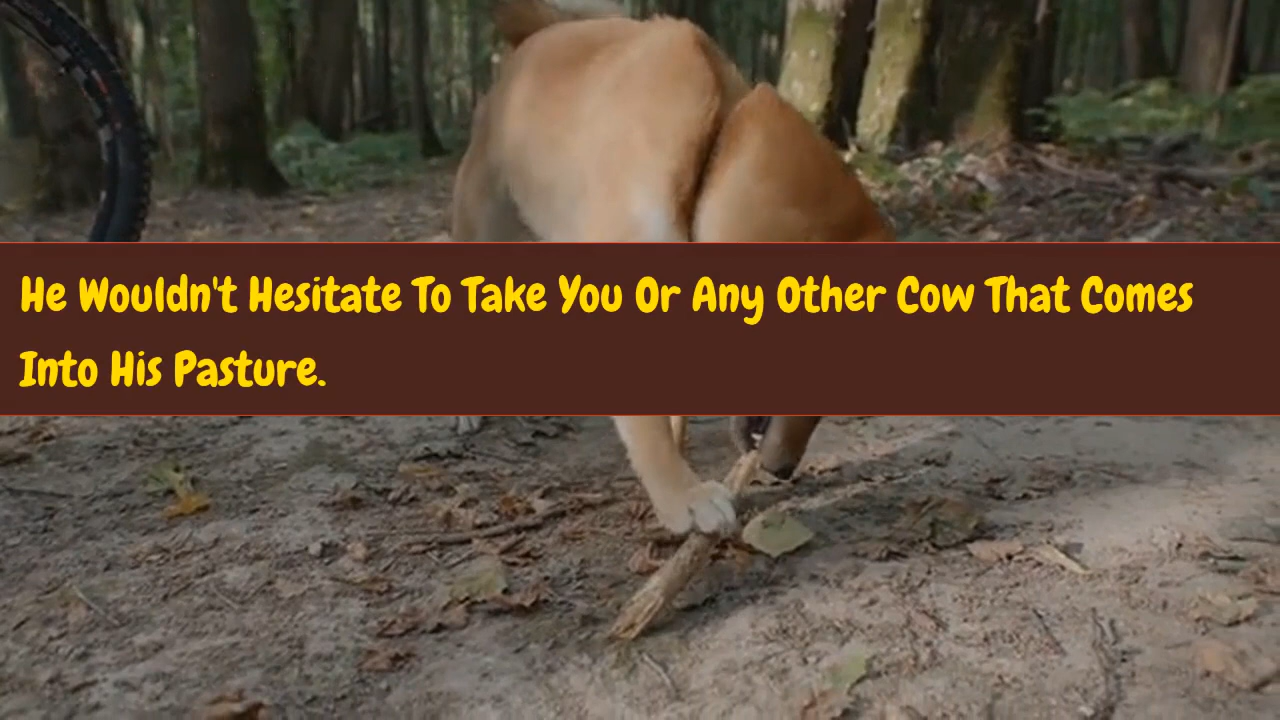 He Wouldn't Hesitate To Take You Or Any Other Cow That Comes
Into His Pasture.